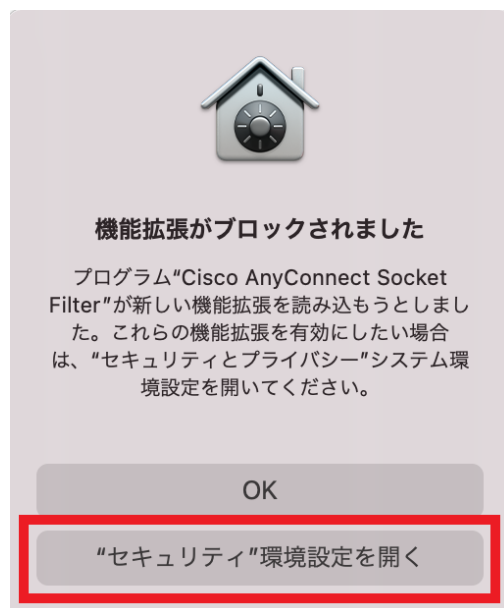 機能拡張がブロックされました
プログラム“Cisco AnyConnect Socket
Filter”が新しい機能拡張を読み込もうとしまし
た。これらの機能拡張を有効にしたい場合
は、“セキュリティとプライバシー”システム環
境設定を開いてください。
OK
“セキュリティ”環境設定を開く